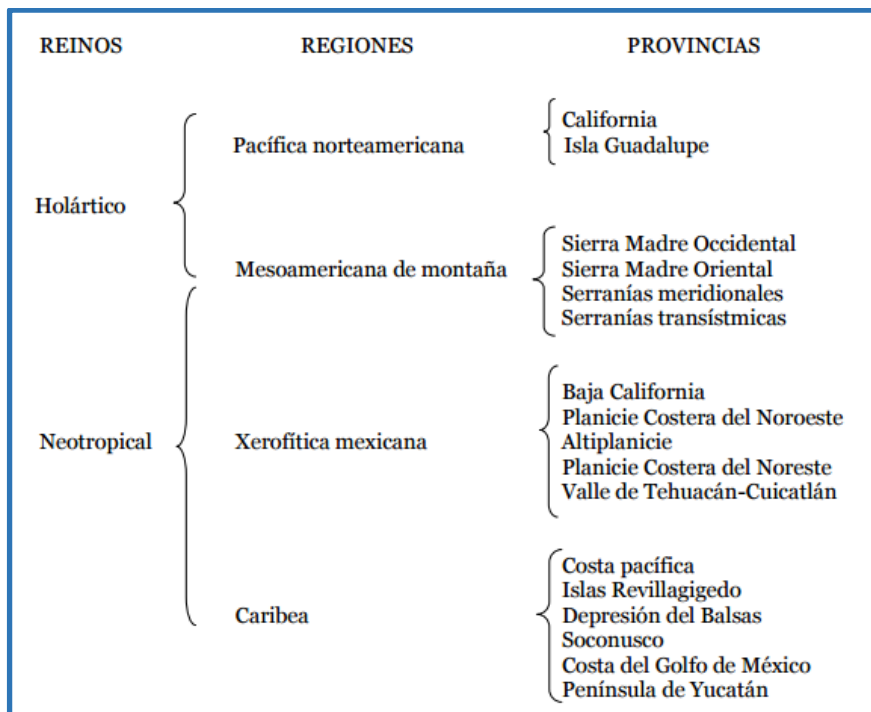 REINOS REGIONES PROVINCIAS
Holártico
Pacífica norteamericana
California
Isla Guadalupe
Mesoamericana de montaña
Sierra Madre Occidental
Sierra Madre Oriental
Serranías meridionales
Serranías transístmicas
Neotropical
Xerofítica mexicana
Baja California
Planicie Costera del Noroeste
Altiplanicie
Planicie Costera del Noreste
Valle de Tehuacán-Cuicatlán
Caribea
Costa pacífica
Islas Revillagigedo
Depresión del Balsas
Soconusco
Costa del Golfo de México
Península de Yucatán